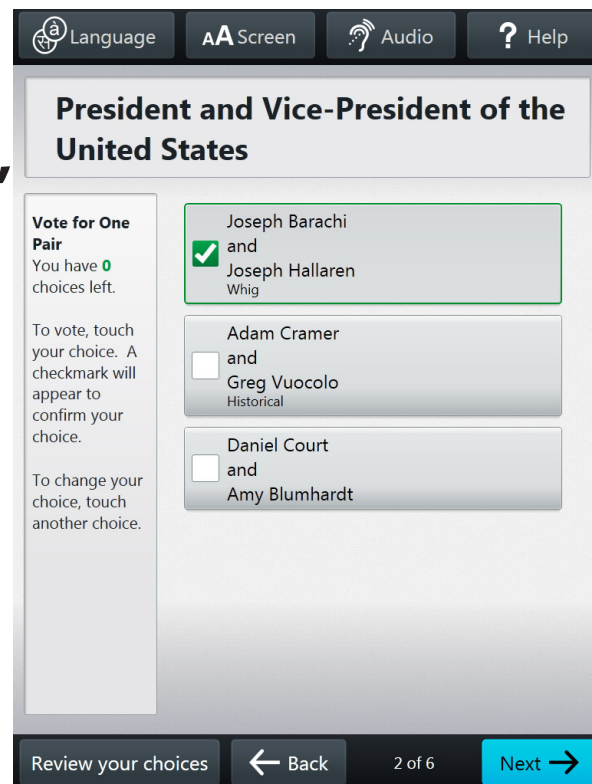 Language
AA Screen
Audio
? Help
President and Vice-President of the
United States
Vote for One
Pair
You have 0
choices left.
To vote, touch
your choice. A
checkmark will
appear to
confirm your
choice.
To change your
choice, touch
another choice.
Joseph Barachi
and
Joseph Hallaren
Whig
Adam Cramer
and
Greg Vuocolo
Historical
Daniel Court
and
Amy Blumhardt
Review your choices
Back
2 of 6
Next